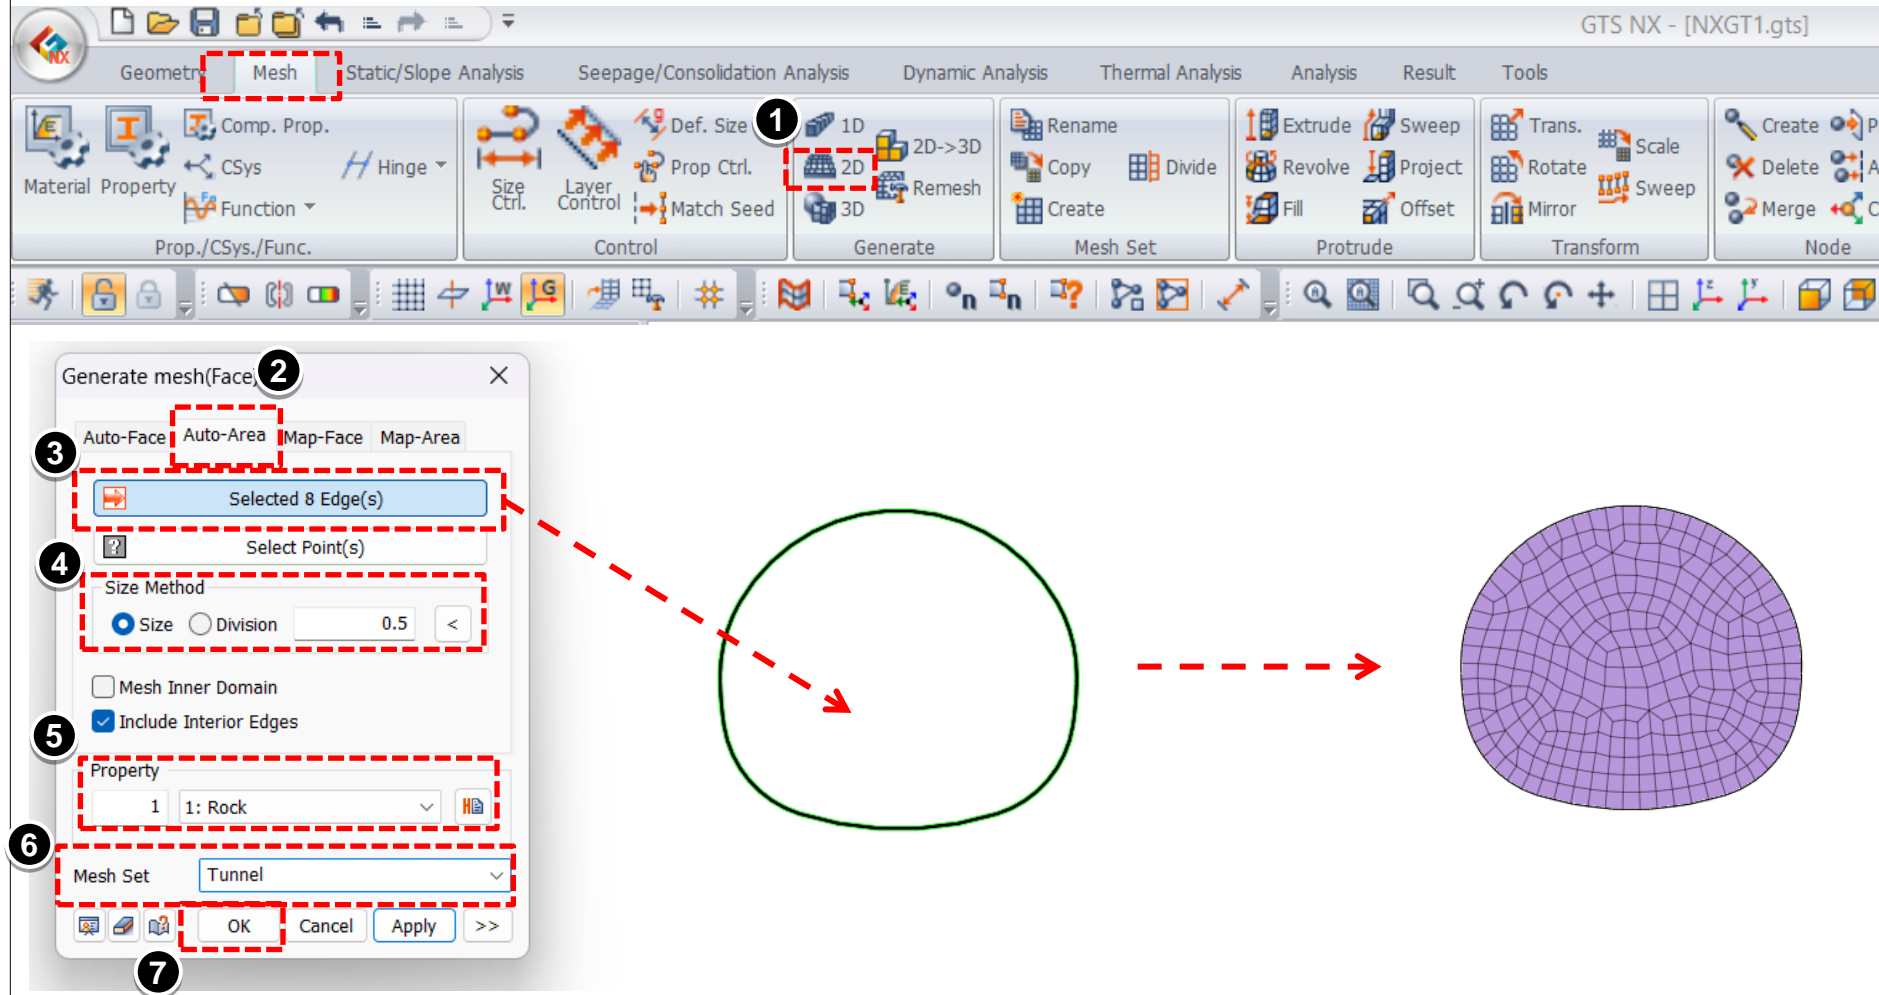 GTS NX - [NXGT1.gts]
NX
Geometry Mesh Static/Slope Analysis Seepage/Consolidation Analysis Dynamic Analysis Thermal Analysis Analysis Result Tools
1
Comp. Prop. Def. Size 1D Rename Extrude Sweep Trans. Create P
2D->3D Scale
CSys Hinge Prop Ctrl. 2D Copy Divide Revolve Project Rotate Delete A
Material Property Size Ctrl. Layer Control Remesh Sweep
Function Match Seed 3D Create Fill Offset Mirror Merge C
Prop./CSys./Func. Control Generate Mesh Set Protrude Transform Node
W G n n z y
Generate mesh(Face) 2
Auto-Face Auto-Area Map-Face Map-Area
3
Selected 8 Edge(s)
Select Point(s)
4
Size Method
Size Division 0.5 <
Mesh Inner Domain
Include Interior Edges
5
Property
1 1: Rock
6
Mesh Set Tunnel
OK Cancel Apply >>
7